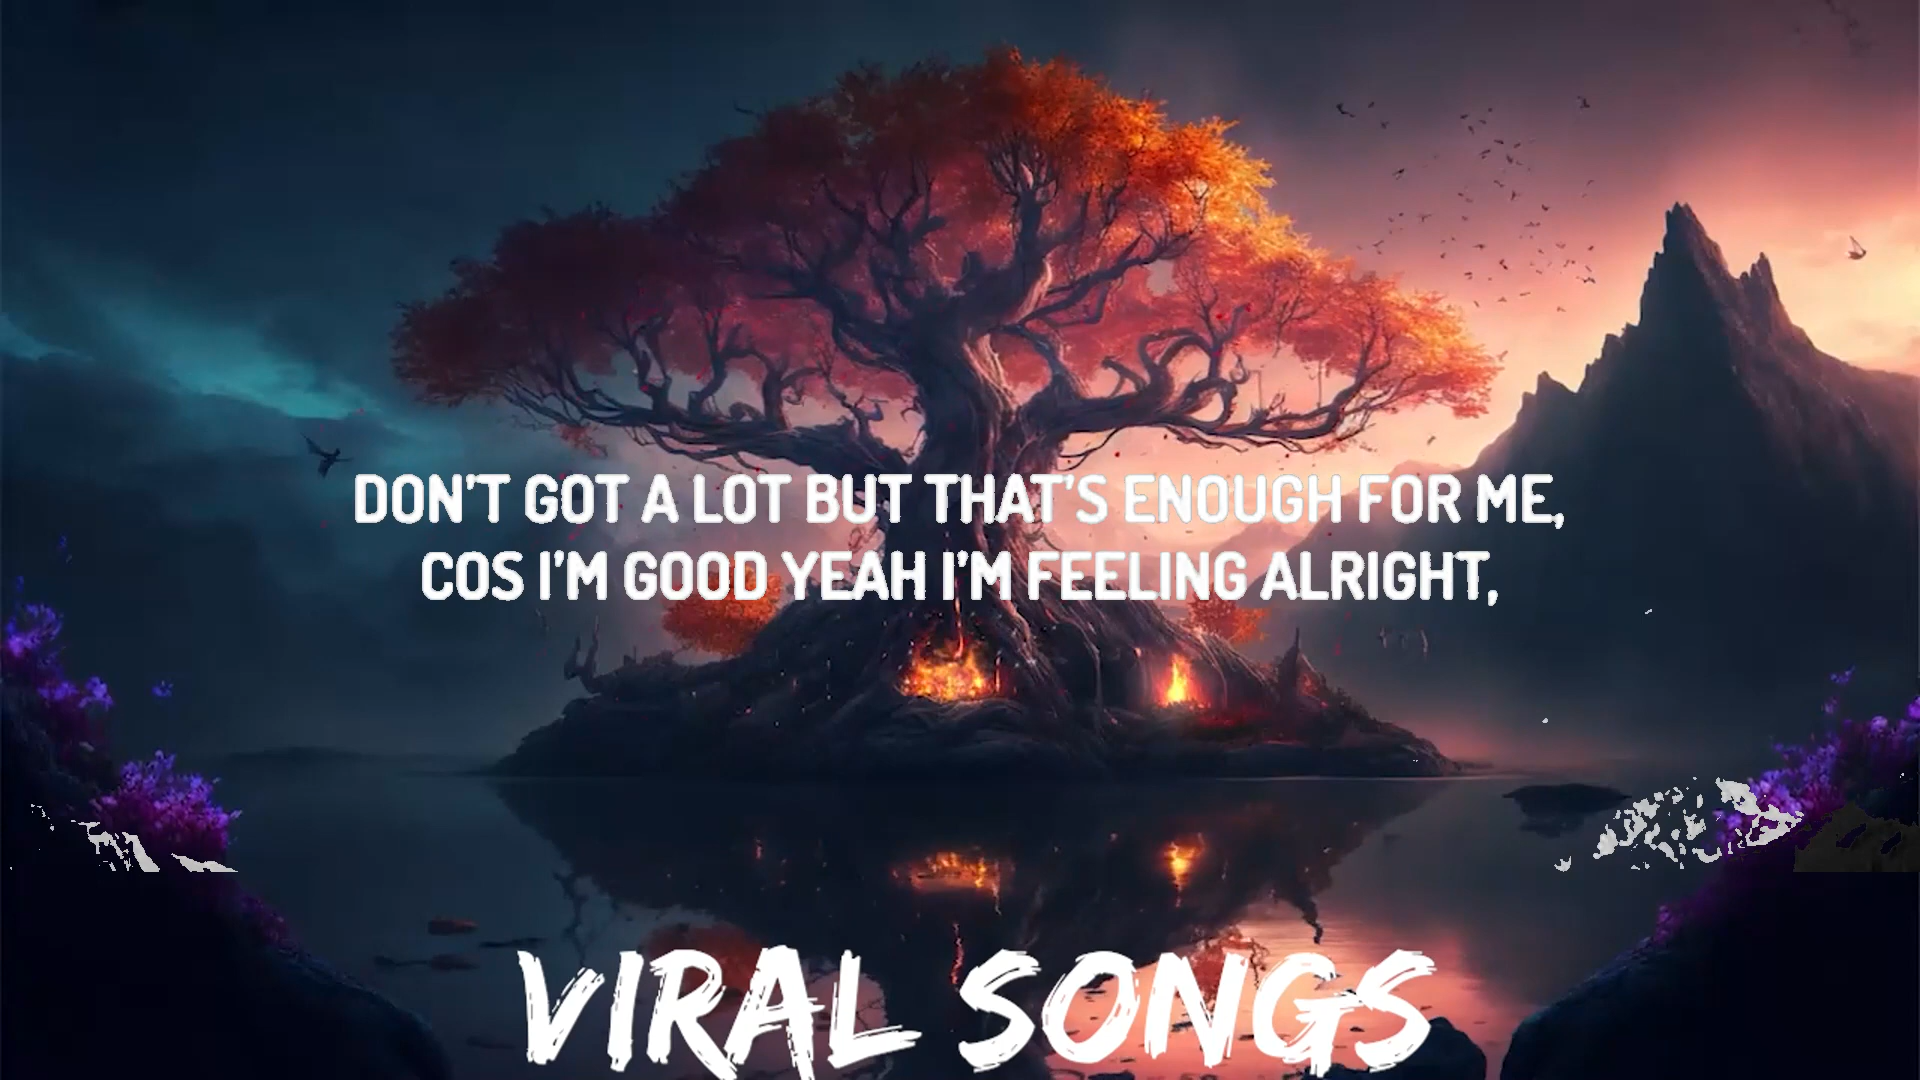 DON'T GOT A LOT BUT THAT'S ENOUGH FOR ME,
COS I'M GOOD YEAH I'M FEELING ALRIGHT,
VIRAL SONGS